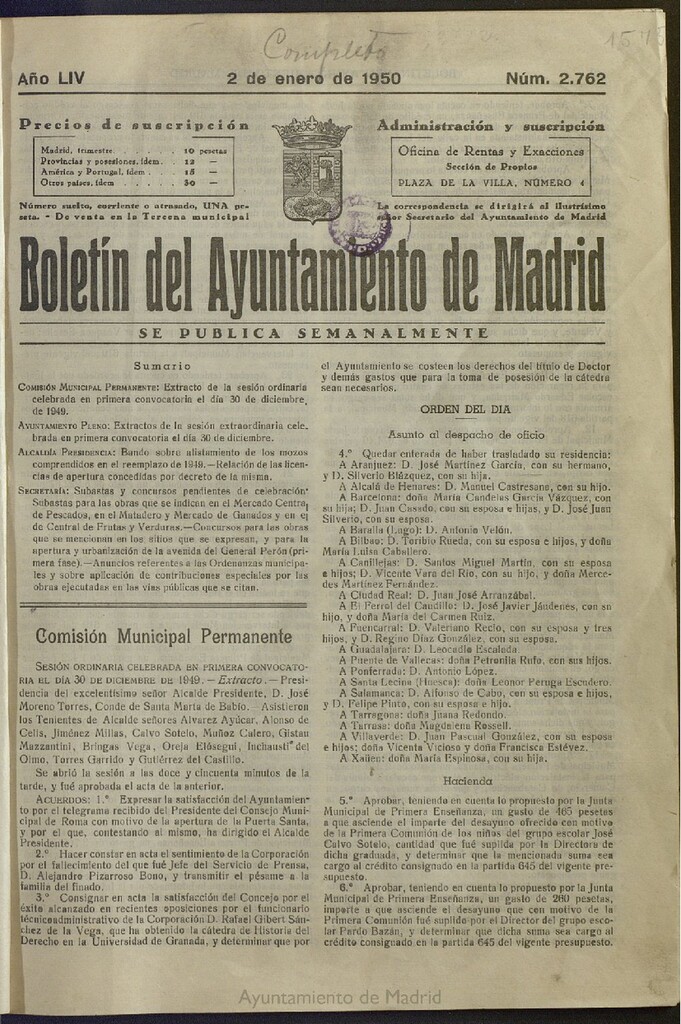 Completo
Año LIV
2 de enero de 1950
Núm. 2.762
Precios de suscripción
Madrid, trimestre. . . . . . . 10 pesetas
Provincias y posesiones, ídem. . . 12 —
América y Portugal, ídem . . . . 15 —
Otros países, ídem . . . . . . 30 —
Número suelto, corriente o atrasado, UNA pe-
seta. - De venta en la Tercena municipal
Administración y suscripción
Oficina de Rentas y Exacciones
Sección de Propios
PLAZA DE LA VILLA, NÚMERO 4
La correspondencia se dirigirá al ilustrísimo
señor Secretario del Ayuntamiento de Madrid
Boletín del Ayuntamiento de Madrid
SE PUBLICA SEMANALMENTE
Sumario
COMISIÓN MUNICIPAL PERMANENTE: Extracto de la sesión ordinaria
celebrada en primera convocatoria el día 30 de diciembre,
de 1949.
AYUNTAMIENTO PLENO: Extractos de la sesión extraordinaria cele-
brada en primera convocatoria el día 30 de diciembre.
ALCALDÍA PRESIDENCIA: Bando sobre alistamiento de los mozos
comprendidos en el reemplazo de 1949.—Relación de las licen-
cias de apertura concedidas por decreto de la misma.
SECRETARÍA: Subastas y concursos pendientes de celebración·
Subastas para las obras que se indican en el Mercado Centra,
de Pescados, en el Matadero y Mercado de Ganados y en el
de Central de Frutas y Verduras.—Concursos para las obras
que se mencionan en los sitios que se expresan, y para la
apertura y urbanización de la avenida del General Perón (pri-
mera fase).—Anuncios referentes a las Ordenanzas municipa-
les y sobre aplicación de contribuciones especiales por las
obras ejecutadas en las vías públicas que se citan.
Comisión Municipal Permanente
SESIÓN ORDINARIA CELEBRADA EN PRIMERA CONVOCATO-
RIA EL DÍA 30 DE DICIEMBRE DE 1949.—Extracto.—Pre-
sidencia del excelentísimo señor Alcalde Presidente, D. José
Moreno Torres, Conde de Santa Marta de Babío.—Asistieron
los Tenientes de Alcalde señores Alvarez Ayúcar, Alonso de
Celis, Jiménez Millas, Calvo Sotelo, Muñoz Calero, Gistau
Mazzantini, Bringas Vega, Oreja Elósegui, Inchausti del
Olmo, Torres Garrido y Gutiérrez del Castillo.
Se abrió la sesión a las doce y cincuenta minutos de la
tarde, y fué aprobada el acta de la anterior.
ACUERDOS: 1.º Expresar la satisfacción del Ayuntamien-
to por el telegrama recibido del Presidente del Consejo Muni-
cipal de Roma con motivo de la apertura de la Puerta Santa,
y por el que, contestando al mismo, ha dirigido el Alcalde
Presidente.
2.º Hacer constar en acta el sentimiento de la Corporación
por el fallecimiento del que fué Jefe del Servicio de Prensa,
D. Alejandro Pizarroso Bono, y transmitir el pésame a la
familia del finado.
3.º Consignar en acta la satisfacción del Concejo por el
éxito alcanzado en recientes oposiciones por el funcionario
técnicoadministrativo de la Corporación D. Rafael Gibert Sán-
chez de la Vega, que ha obtenido la cátedra de Historia del
Derecho en la Universidad de Granada, y determinar que por
el Ayuntamiento se costeen los derechos del título de Doctor
y demás gastos que para la toma de posesión de la cátedra
sean necesarios.
ORDEN DEL DIA
Asunto al despacho de oficio
4.º Quedar enterada de haber trasladado su residencia:
A Aranjuez: D. José Martínez García, con su hermano,
y D. Silverio Blázquez, con su hija.
A Alcalá de Henares: D. Manuel Castresana, con su hijo.
A Barcelona: doña María Candelas García Vázquez, con
su hija; D. Juan Casado, con su esposa e hijas, y D. José Juan
Silverio, con su esposa.
A Baralla (Lugo): D. Antonio Velón.
A Bilbao: D. Toribio Rueda, con su esposa e hijos, y doña
María Luisa Caballero.
A Canillejas: D. Santos Miguel Martín, con su esposa
e hijos; D. Vicente Vara del Río, con su hijo, y doña Merce-
des Martínez Fernández.
A Ciudad Real: D. Juan José Arranzábal.
A El Ferrol del Caudillo: D. José Javier Jáudenes, con su
hijo, y doña María del Carmen Ruiz.
A Fuencarral: D. Valeriano Recio, con su esposa y tres
hijos, y D. Regino Díaz González, con su esposa.
A Guadalajara: D. Leocadio Escalada
A Puente de Vallecas: doña Petronila Rufo, con sus hijos.
A Ponferrada: D. Antonio López.
A Santa Lecina (Huesca): doña Leonor Peruga Escudero.
A Salamanca: D. Alfonso de Cabo, con su esposa e hijos,
y D. Felipe Pinto, con su esposa e hijo.
A Tarragona: doña Juana Redondo.
A Tarrasa: doña Magdalena Rossell.
A Villaverde: D. Juan Pascual González, con su esposa
e hijos; doña Vicenta Vicioso y doña Francisca Estévez.
A Xauen: doña María Espinosa, con su hija.
Hacienda
5.º Aprobar, teniendo en cuenta lo propuesto por la Junta
Municipal de Primera Enseñanza, un gasto de 465 pesetas
a que asciende el importe del desayuno ofrecido con motivo
de la Primera Comunión de los niñas del grupo escolar José
Calvo Sotelo, cantidad que fué suplida por la Directora de
dicha graduada, y determinar que la mencionada suma sea
cargo al crédito consignado en la partida 645 del vigente pre-
supuesto.
6.º Aprobar, teniendo en cuenta lo propuesto por la Junta
Municipal de Primera Enseñanza, un gasto de 260 pesetas,
importe a que asciende el desayuno que con motivo de la
Primera Comunión fué suplido por el Director del grupo esco-
lar Pardo Bazán, y determinar que dicha suma sea cargo al
crédito consignado en la partida 645 del vigente presupuesto.
Ayuntamiento de Madrid